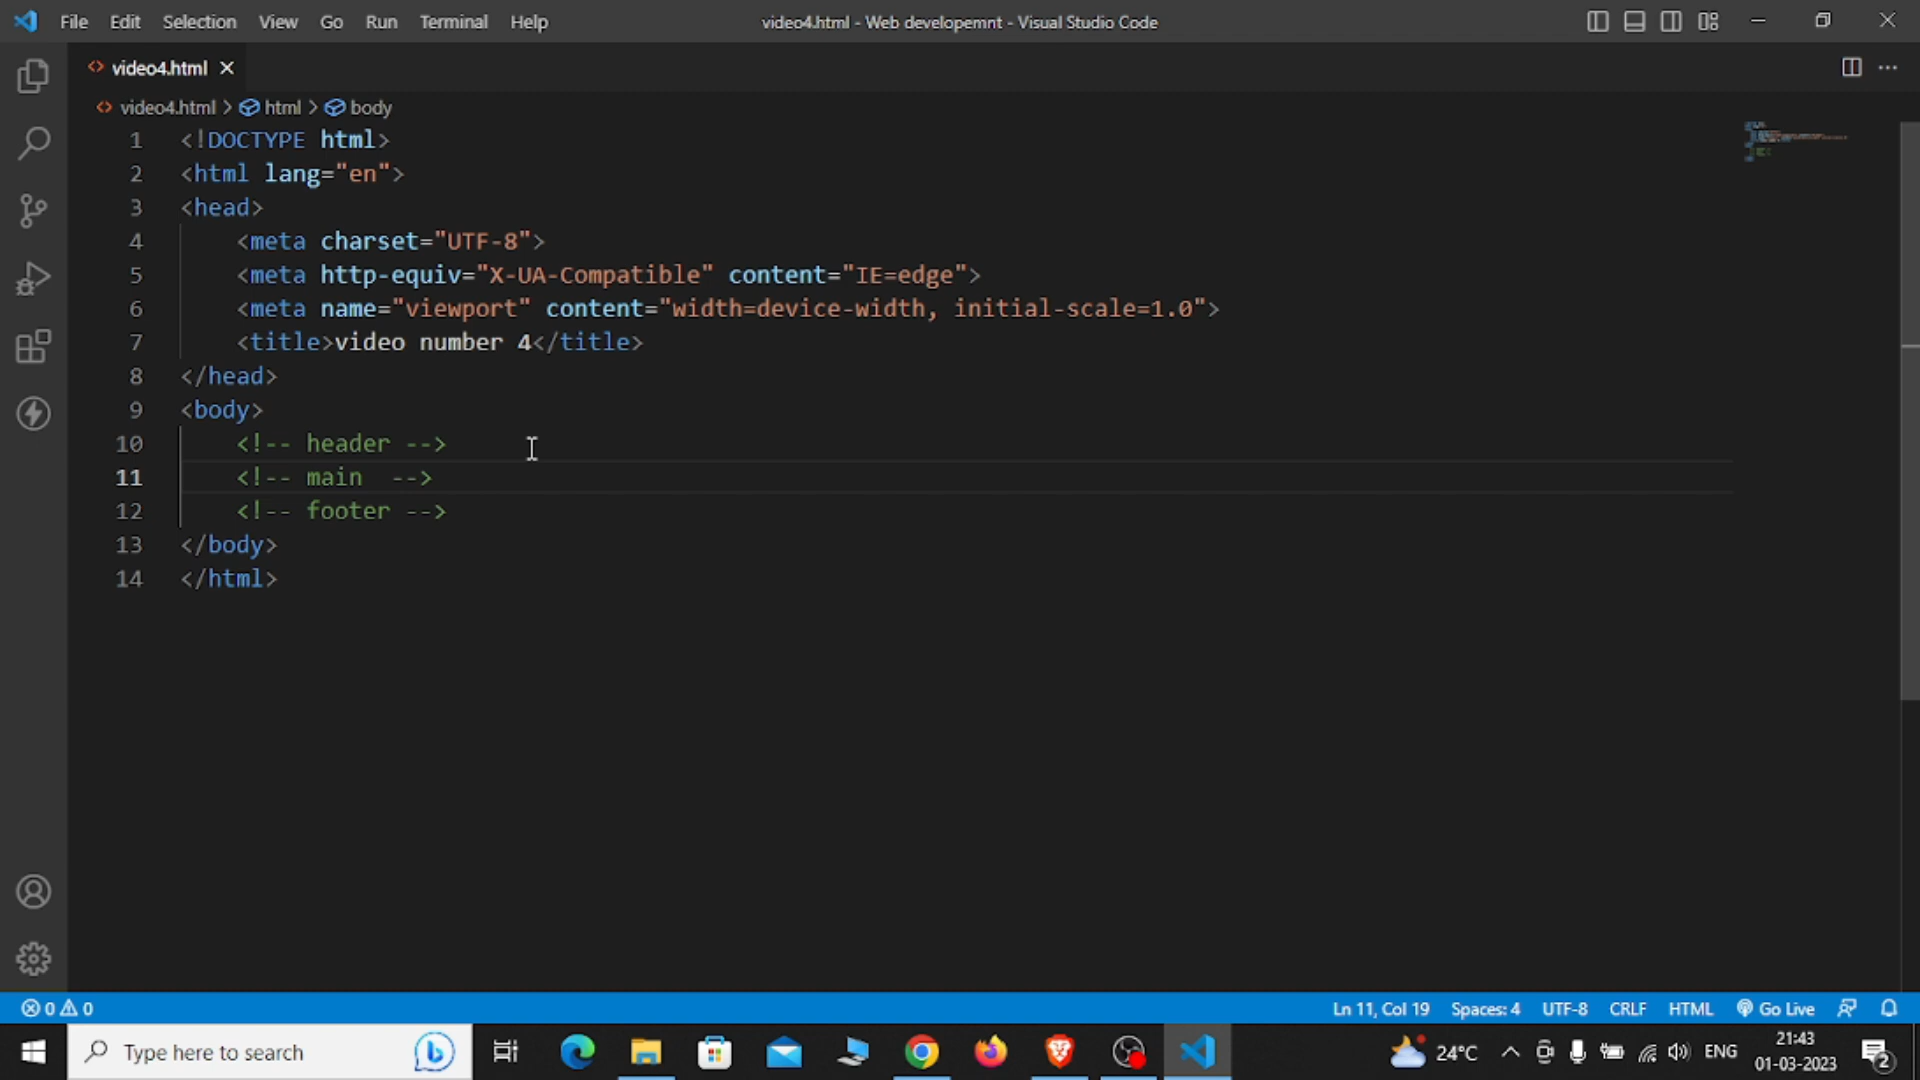 File Edit Selection View Go Run Terminal Help video4.html - Web developemnt - Visual Studio Code
video4.html
video4.html > html > body
1 <!DOCTYPE html>
2 <html lang="en">
3 <head>
4 <meta charset="UTF-8">
5 <meta http-equiv="X-UA-Compatible" content="IE=edge">
6 <meta name="viewport" content="width=device-width, initial-scale=1.0">
7 <title>video number 4</title>
8 </head>
9 <body>
10 <!-- header -->
11 <!-- main  -->
12 <!-- footer -->
13 </body>
14 </html>
0 0 Ln 11, Col 19 Spaces: 4 UTF-8 CRLF HTML Go Live
Type here to search 24°C ENG 21:43
01-03-2023 2